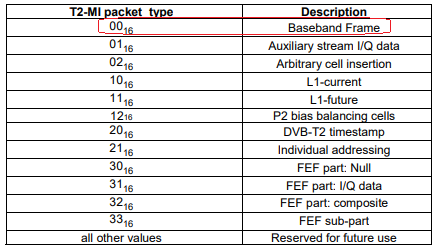 T2-MI packet type Description
00₁₆ Baseband Frame
01₁₆ Auxiliary stream I/Q data
02₁₆ Arbitrary cell insertion
10₁₆ L1-current
11₁₆ L1-future
12₁₆ P2 bias balancing cells
20₁₆ DVB-T2 timestamp
21₁₆ Individual addressing
30₁₆ FEF part: Null
31₁₆ FEF part: I/Q data
32₁₆ FEF part: composite
33₁₆ FEF sub-part
all other values Reserved for future use